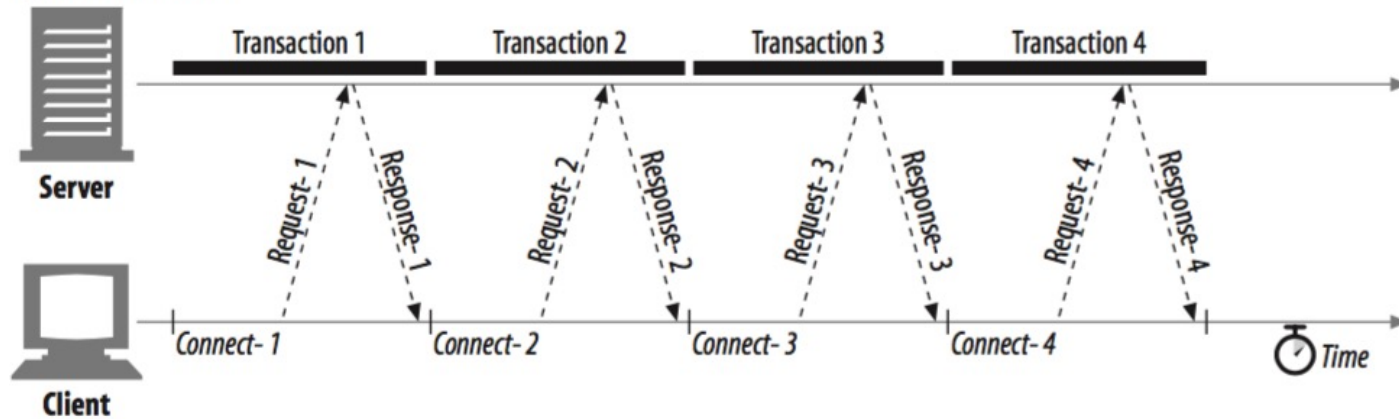 Transaction 1
Transaction 2
Transaction 3
Transaction 4
Server
Request- 1
Response- 1
Request- 2
Response- 2
Request- 3
Response- 3
Request- 4
Response- 4
Connect- 1
Connect- 2
Connect- 3
Connect- 4
Time
Client